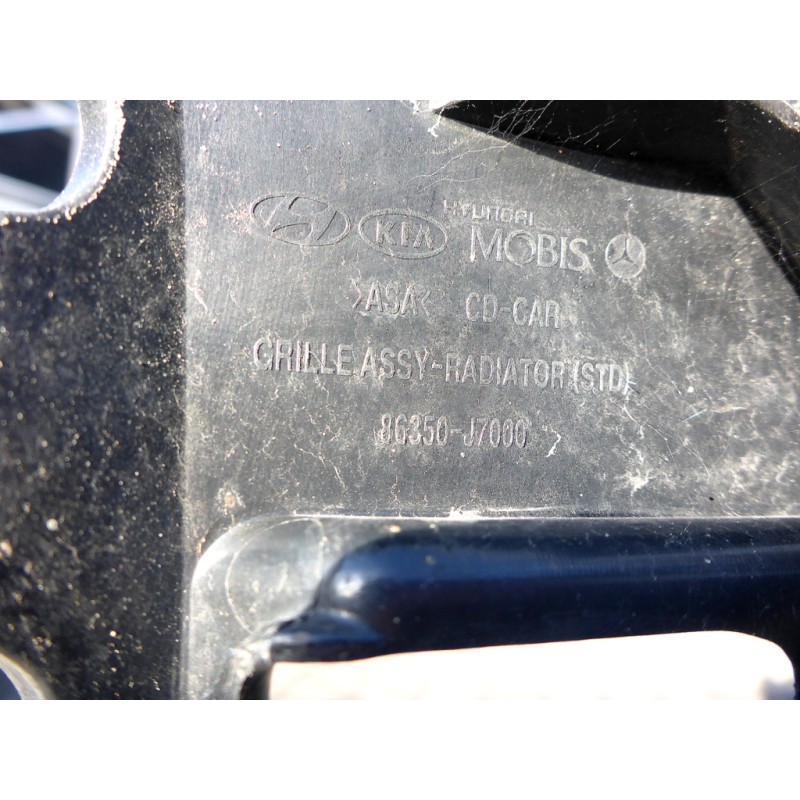 KIA HYUNDAI MOBIS
>ASA< CD-CAR
GRILLE ASSY-RADIATOR(STD)
86350-J7000